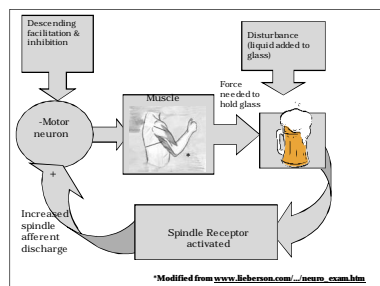 Descending
facilitation &
inhibition
Disturbance
(liquid added to
glass)
Force
needed to
hold glass
Muscle
-Motor
neuron
+
Increased
spindle
afferent
discharge
Spindle Receptor
activated
*Modified from www.lieberson.com/.../neuro_exam.htm